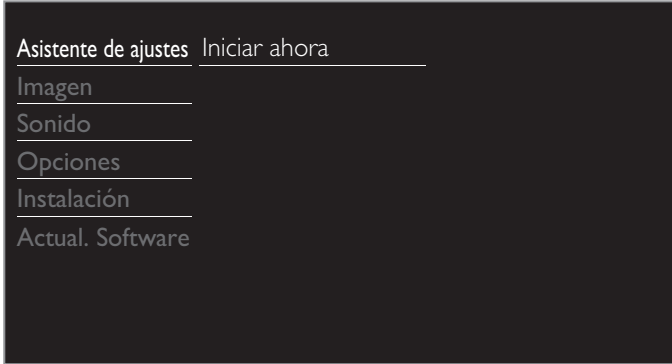 Asistente de ajustes Iniciar ahora
Imagen
Sonido
Opciones
Instalación
Actual. Software